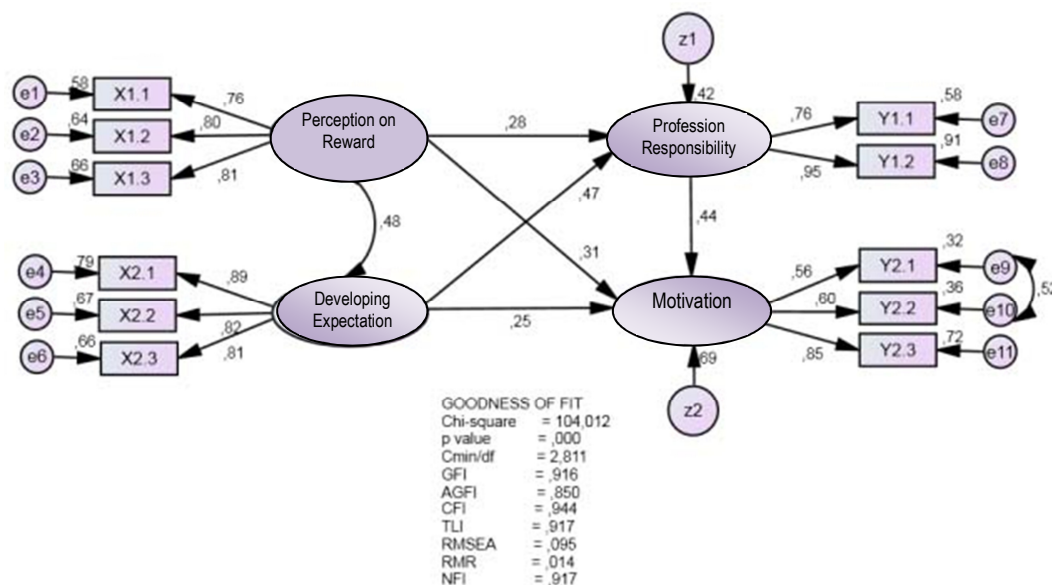 z1
,58
e1
X1.1
,76
,42
,64
e2
X1.2
,80
Perception on
Reward
,28
Profession
Responsibility
,76
Y1.1
,58
e7
,66
e3
X1.3
,81
,95
Y1.2
,91
e8
,48
,47
,44
,79
e4
X2.1
,89
,31
,56
Y2.1
,32
e9
,67
e5
X2.2
,82
Developing
Expectation
,25
Motivation
,60
Y2.2
,36
e10
,52
,66
e6
X2.3
,81
,85
Y2.3
,72
e11
,69
z2
GOODNESS OF FIT
Chi-square = 104,012
p value = ,000
Cmin/df = 2,811
GFI = ,916
AGFI = ,850
CFI = ,944
TLI = ,917
RMSEA = ,095
RMR = ,014
NFI = ,917